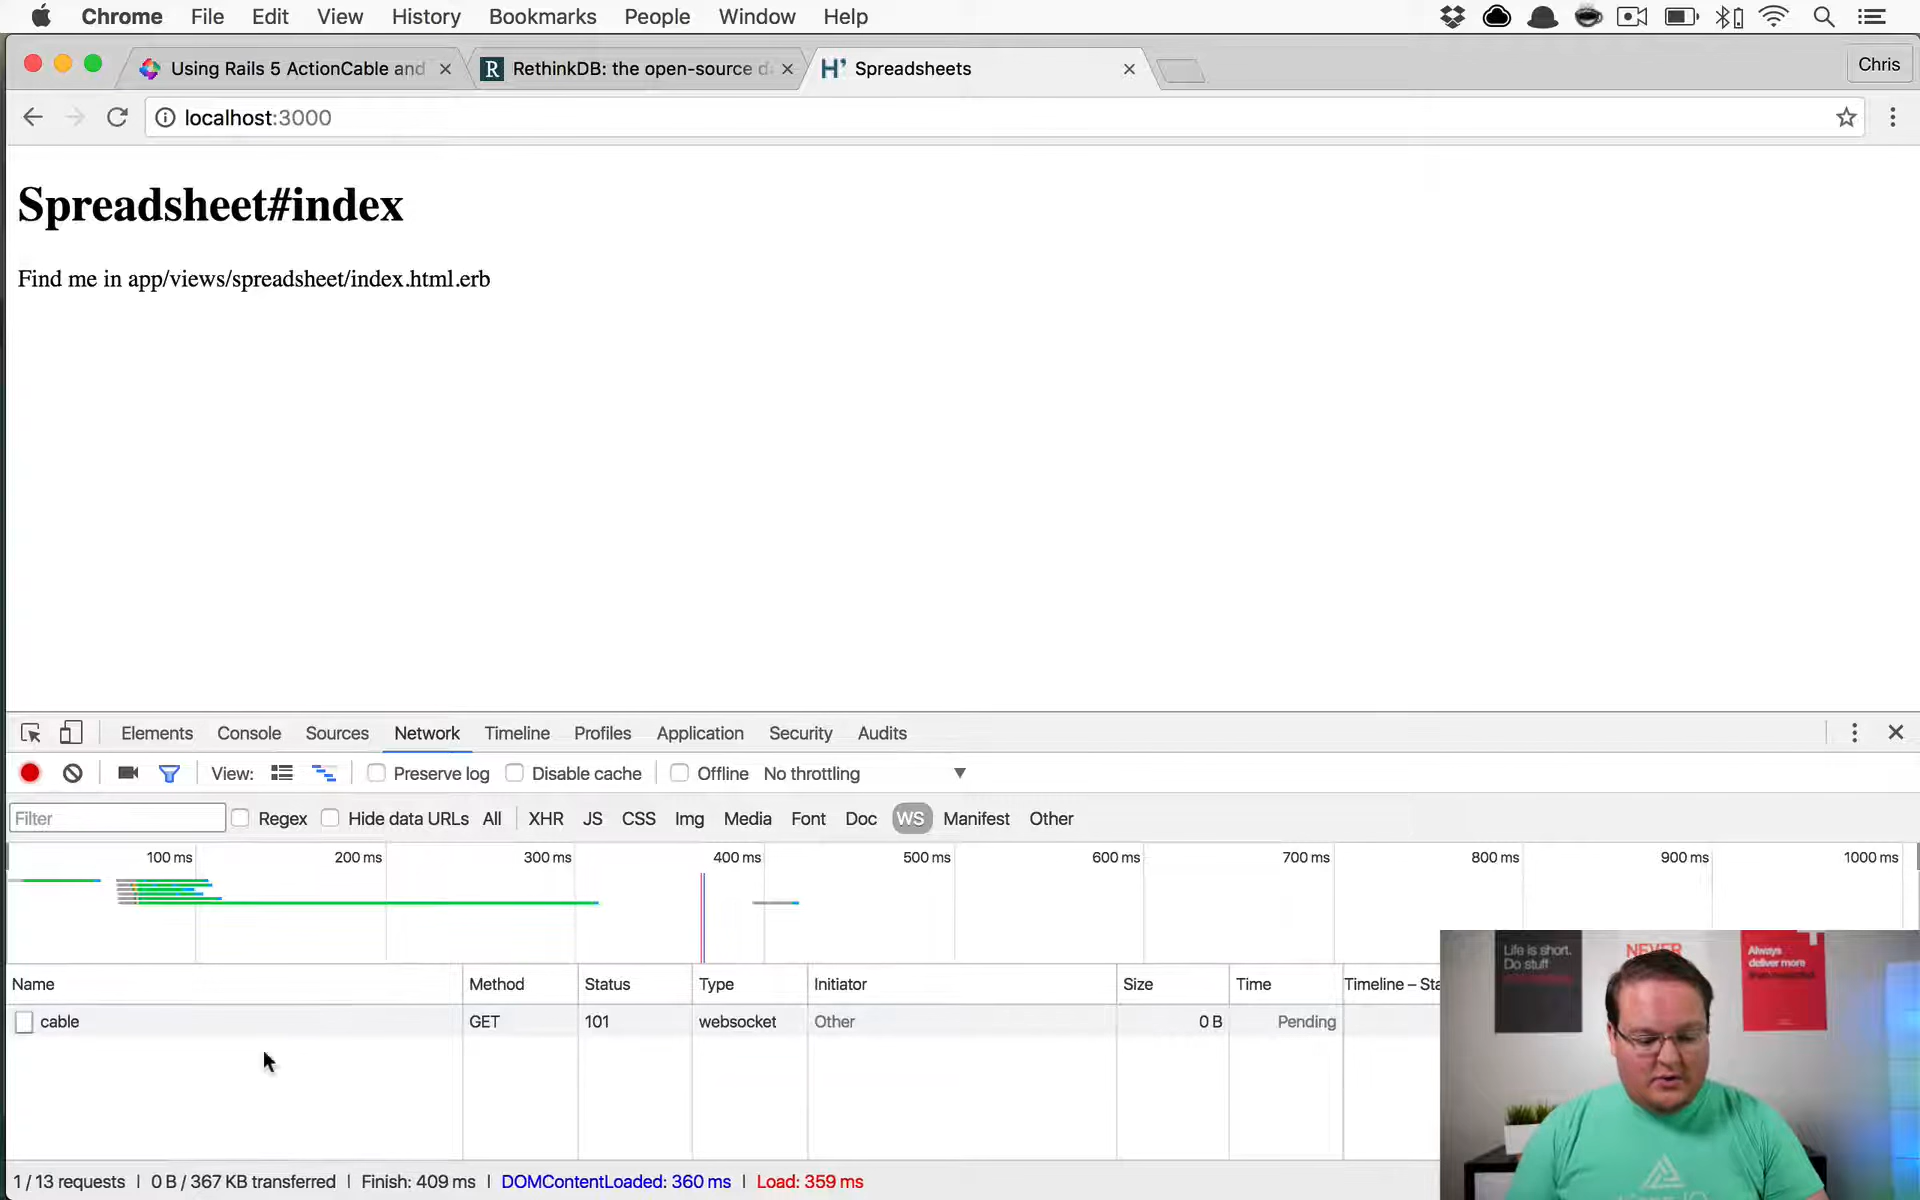 Chrome File Edit View History Bookmarks People Window Help
Using Rails 5 ActionCable and
RethinkDB: the open-source d
Spreadsheets
Chris
localhost:3000
Spreadsheet#index
Find me in app/views/spreadsheet/index.html.erb
Elements Console Sources Network Timeline Profiles Application Security Audits
View: Preserve log Disable cache Offline No throttling
Filter Regex Hide data URLs All XHR JS CSS Img Media Font Doc WS Manifest Other
100 ms 200 ms 300 ms 400 ms 500 ms 600 ms 700 ms 800 ms 900 ms 1000 ms
Name Method Status Type Initiator Size Time Timeline – Sta
cable GET 101 websocket Other 0 B Pending
1 / 13 requests | 0 B / 367 KB transferred | Finish: 409 ms | DOMContentLoaded: 360 ms | Load: 359 ms
Life is short.
Do stuff
NEVER
Always
deliver more